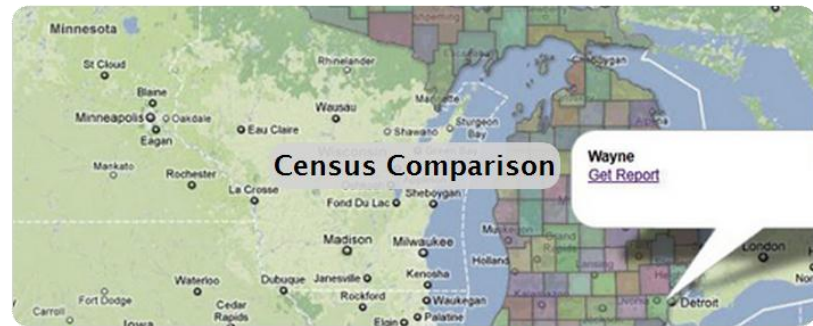 Minnesota
St Cloud
Rhinelander
Blaine
Minneapolis
Oakdale
Wausau
Eagan
Eau Claire
Shawano
Sturgeon
Bay
Mankato
Rochester
Census Comparison
Wayne
Get Report
La Crosse
Sheboygan
Fond Du Lac
Madison
Milwaukee
Holland
London
Waterloo
Dubuque
Janesville
Kenosha
Fort Dodge
Rockford
Waukegan
Detroit
Carroll
Cedar
Rapids
Elgin
Palatine